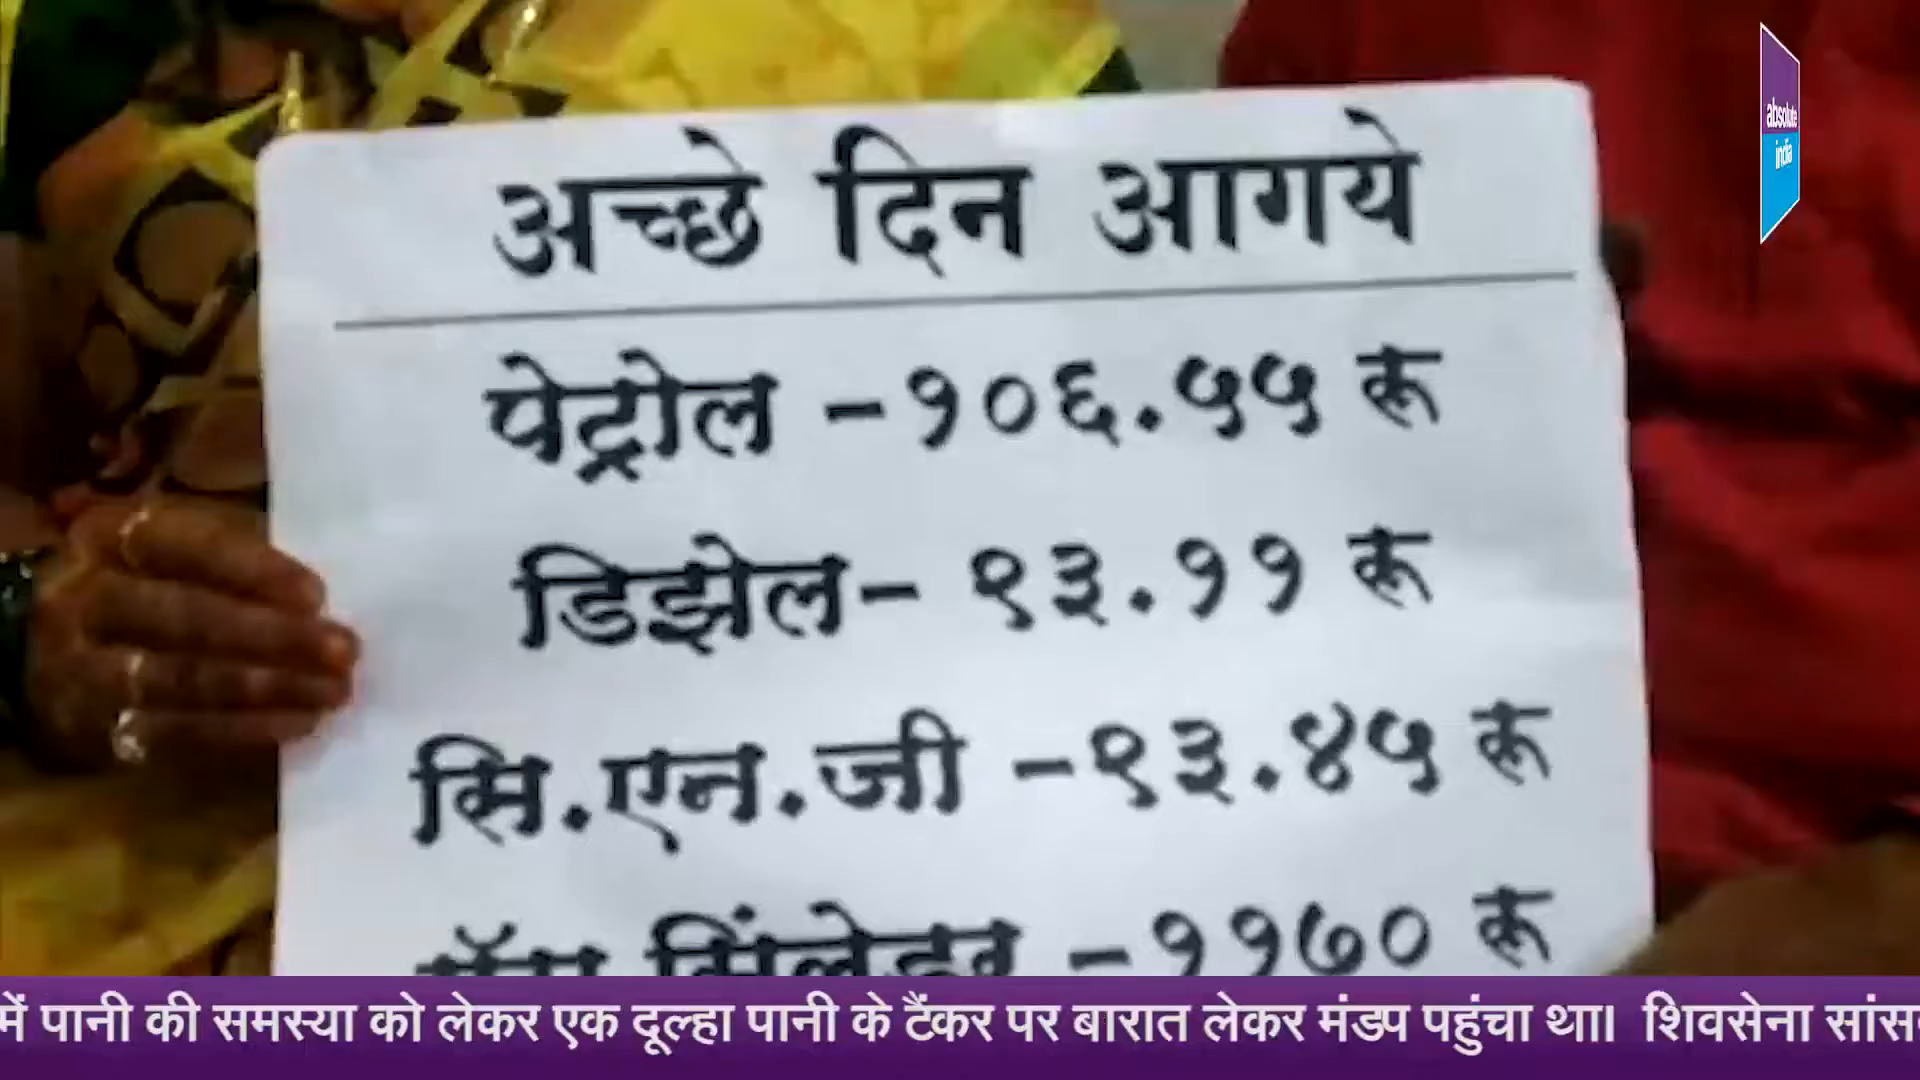 absolute
india
अच्छे दिन आगये
पेट्रोल -१०६.५५ रू
डिझेल- ९३.११ रू
सि.एन.जी -९३.४५ रू
गॅस सिंलेडर -११७० रू
में पानी की समस्या को लेकर एक दूल्हा पानी के टैंकर पर बारात लेकर मंडप पहुंचा था। शिवसेना